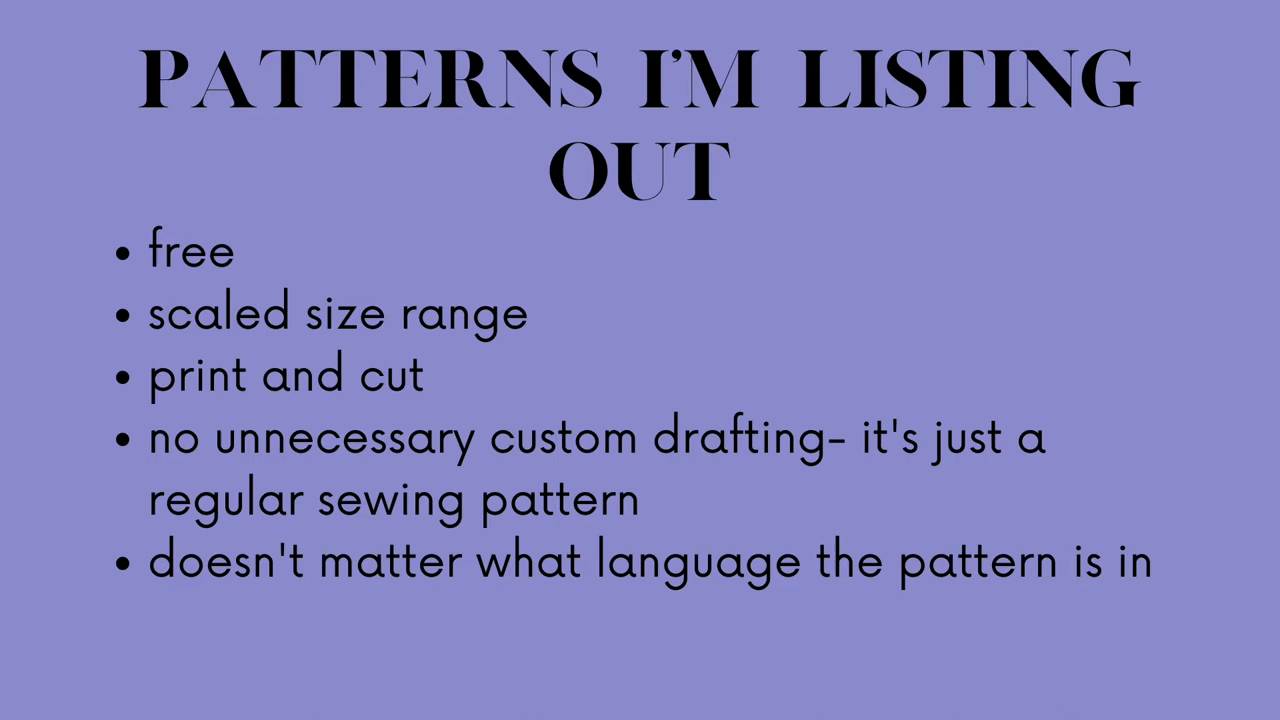 PATTERNS I'M LISTING
OUT
• free
• scaled size range
• print and cut
• no unnecessary custom drafting- it's just a
regular sewing pattern
• doesn't matter what language the pattern is in